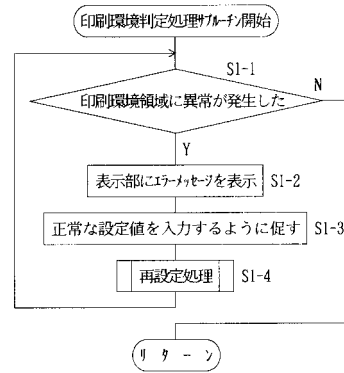 印刷環境判定処理ｻﾌﾞﾙｰﾁﾝ開始
S1-1
印刷環境領域に異常が発生した
N
Y
表示部にｴﾗｰﾒｯｾｰｼﾞを表示 S1-2
正常な設定値を入力するように促す S1-3
再設定処理 S1-4
ﾘ ﾀ ｰ ﾝ